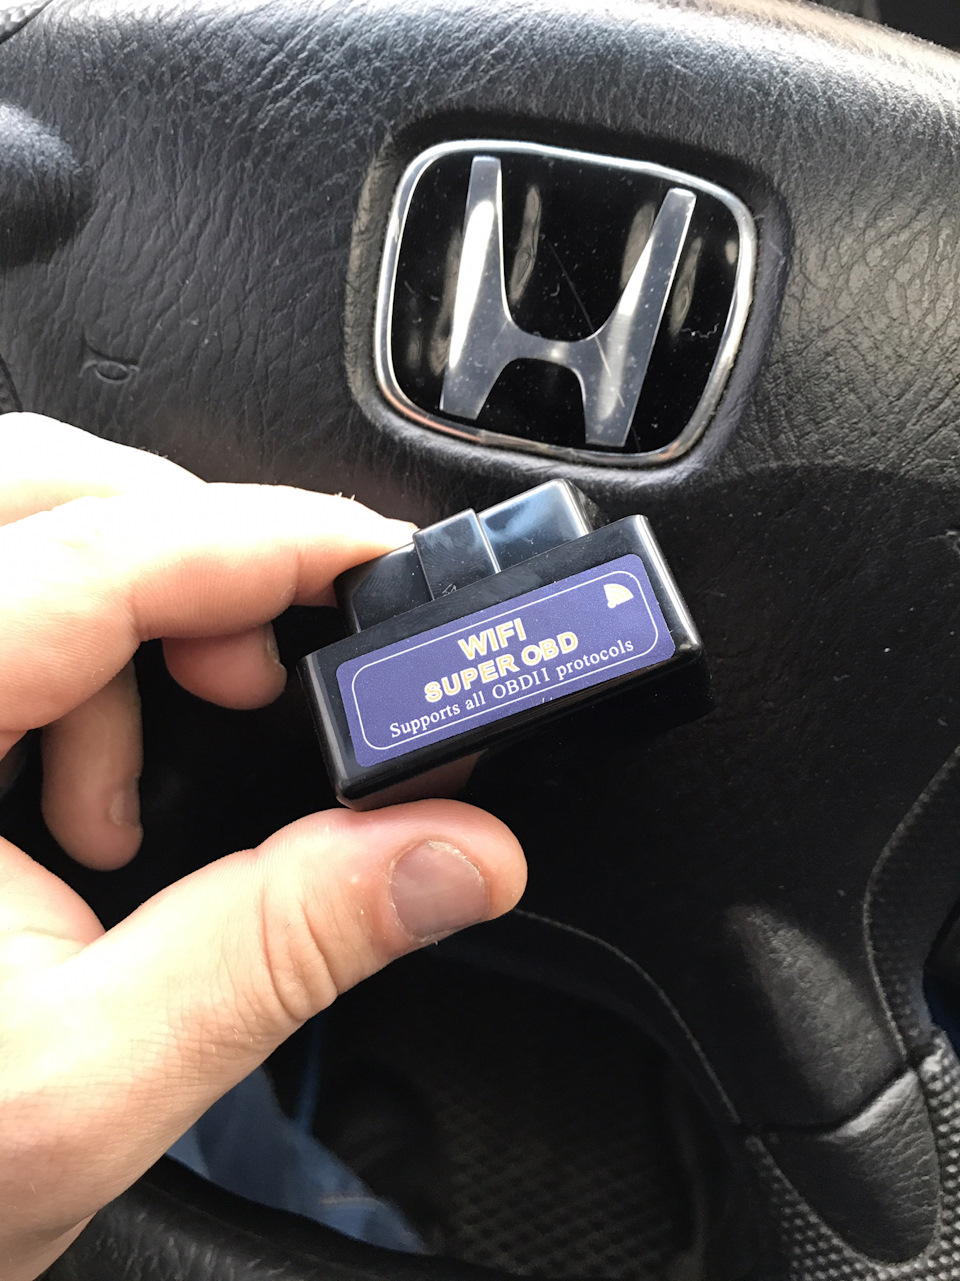 WIFI
SUPER OBD
Supports all OBDII protocols